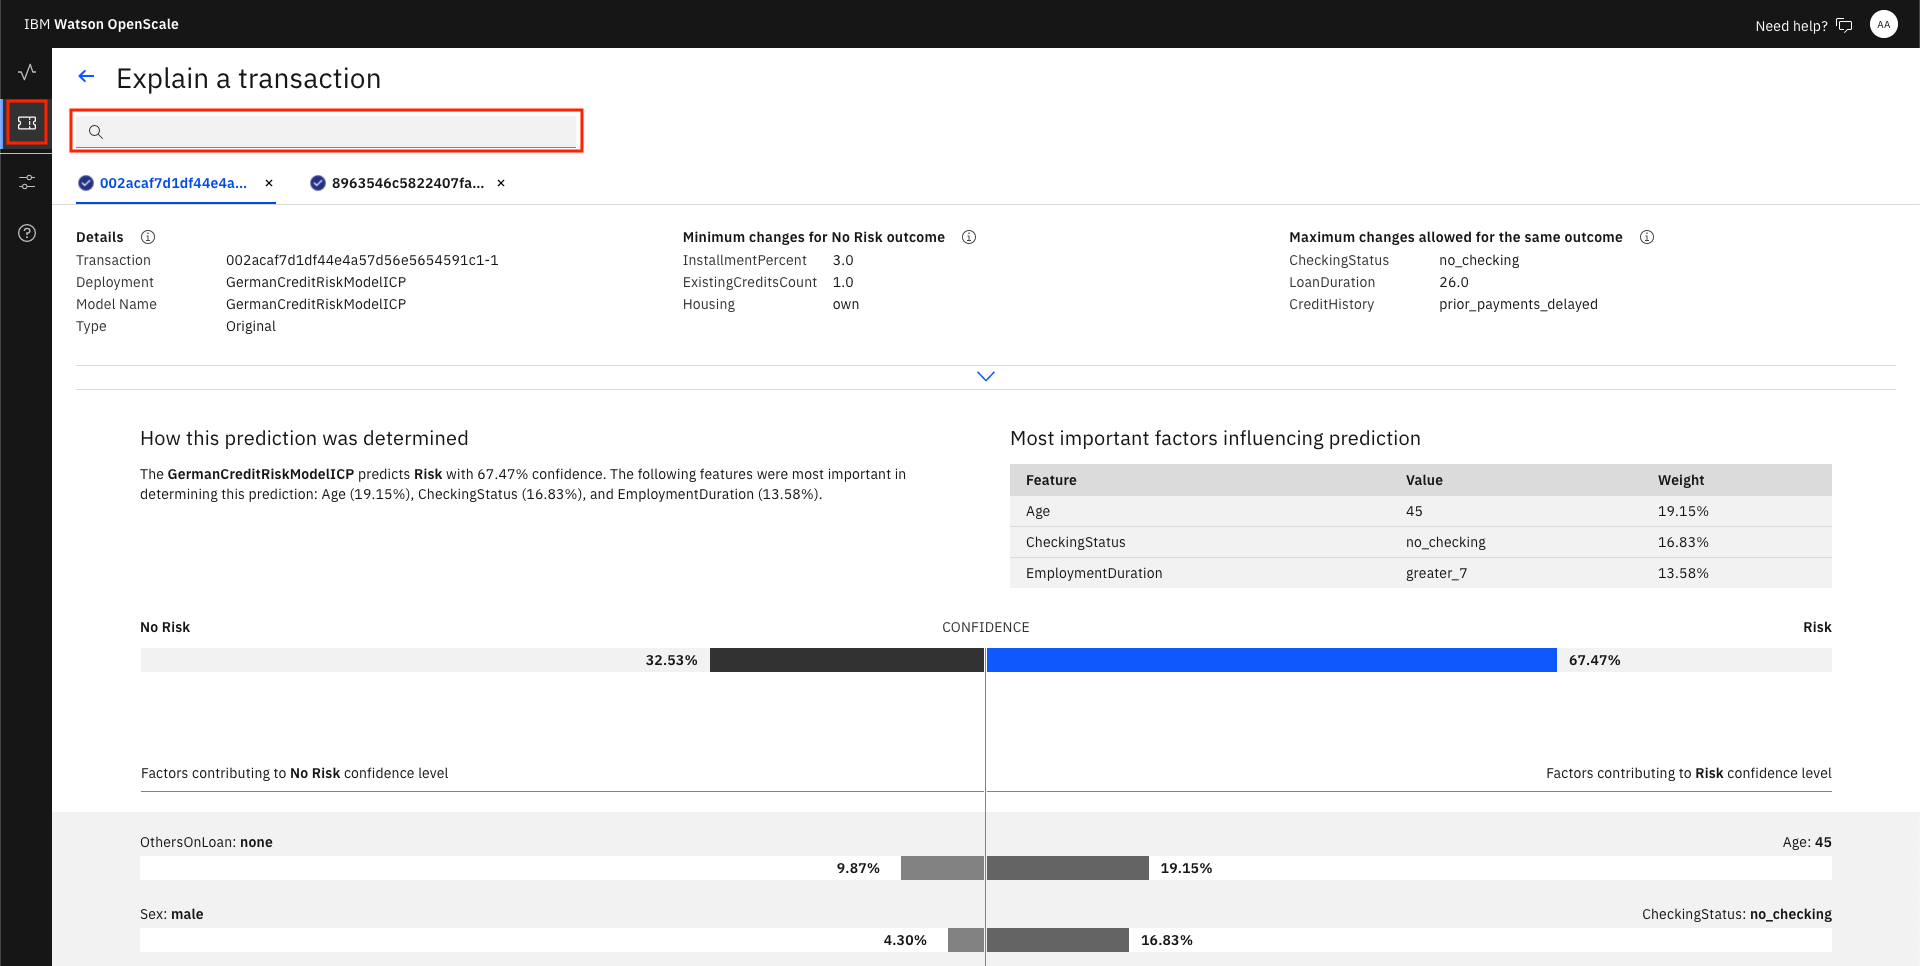 IBM Watson OpenScale
Need help?
AA
Explain a transaction
002acaf7d1df44e4a...
8963546c5822407fa...
Details
Transaction 002acaf7d1df44e4a57d56e5654591c1-1
Deployment GermanCreditRiskModelICP
Model Name GermanCreditRiskModelICP
Type Original
Minimum changes for No Risk outcome
InstallmentPercent 3.0
ExistingCreditsCount 1.0
Housing own
Maximum changes allowed for the same outcome
CheckingStatus no_checking
LoanDuration 26.0
CreditHistory prior_payments_delayed
How this prediction was determined
The GermanCreditRiskModelICP predicts Risk with 67.47% confidence. The following features were most important in
determining this prediction: Age (19.15%), CheckingStatus (16.83%), and EmploymentDuration (13.58%).
Most important factors influencing prediction
Feature Value Weight
Age 45 19.15%
CheckingStatus no_checking 16.83%
EmploymentDuration greater_7 13.58%
No Risk CONFIDENCE Risk
32.53% 67.47%
Factors contributing to No Risk confidence level
Factors contributing to Risk confidence level
OthersOnLoan: none Age: 45
9.87% 19.15%
Sex: male CheckingStatus: no_checking
4.30% 16.83%